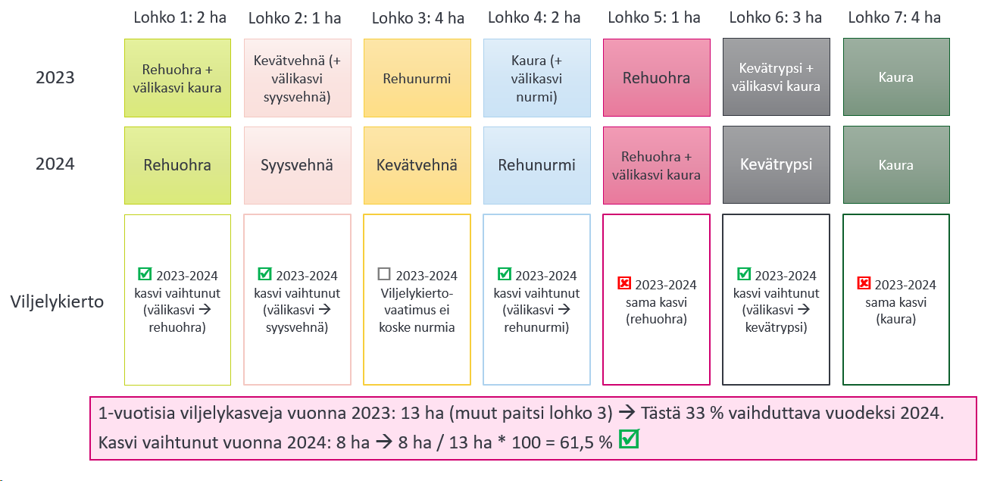 Lohko 1: 2 ha
Lohko 2: 1 ha
Lohko 3: 4 ha
Lohko 4: 2 ha
Lohko 5: 1 ha
Lohko 6: 3 ha
Lohko 7: 4 ha
2023
Rehuohra +
välikasvi kaura
Kevätvehnä (+
välikasvi
syysvehnä)
Rehunurmi
Kaura (+
välikasvi
nurmi)
Rehuohra
Kevätrypsi +
välikasvi kaura
Kaura
2024
Rehuohra
Syysvehnä
Kevätvehnä
Rehunurmi
Rehuohra +
välikasvi kaura
Kevätrypsi
Kaura
Viljelykierto
☑ 2023-2024
kasvi vaihtunut
(välikasvi →
rehuohra)
☑ 2023-2024
kasvi vaihtunut
(välikasvi →
syysvehnä)
☐ 2023-2024
Viljelykierto-
vaatimus ei
koske nurmia
☑ 2023-2024
kasvi vaihtunut
(välikasvi →
rehunurmi)
☒ 2023-2024
sama kasvi
(rehuohra)
☑ 2023-2024
kasvi vaihtunut
(välikasvi →
kevätrypsi)
☒ 2023-2024
sama kasvi
(kaura)
1-vuotisia viljelykasveja vuonna 2023: 13 ha (muut paitsi lohko 3) → Tästä 33 % vaihduttava vuodeksi 2024.
Kasvi vaihtunut vuonna 2024: 8 ha → 8 ha / 13 ha * 100 = 61,5 % ☑